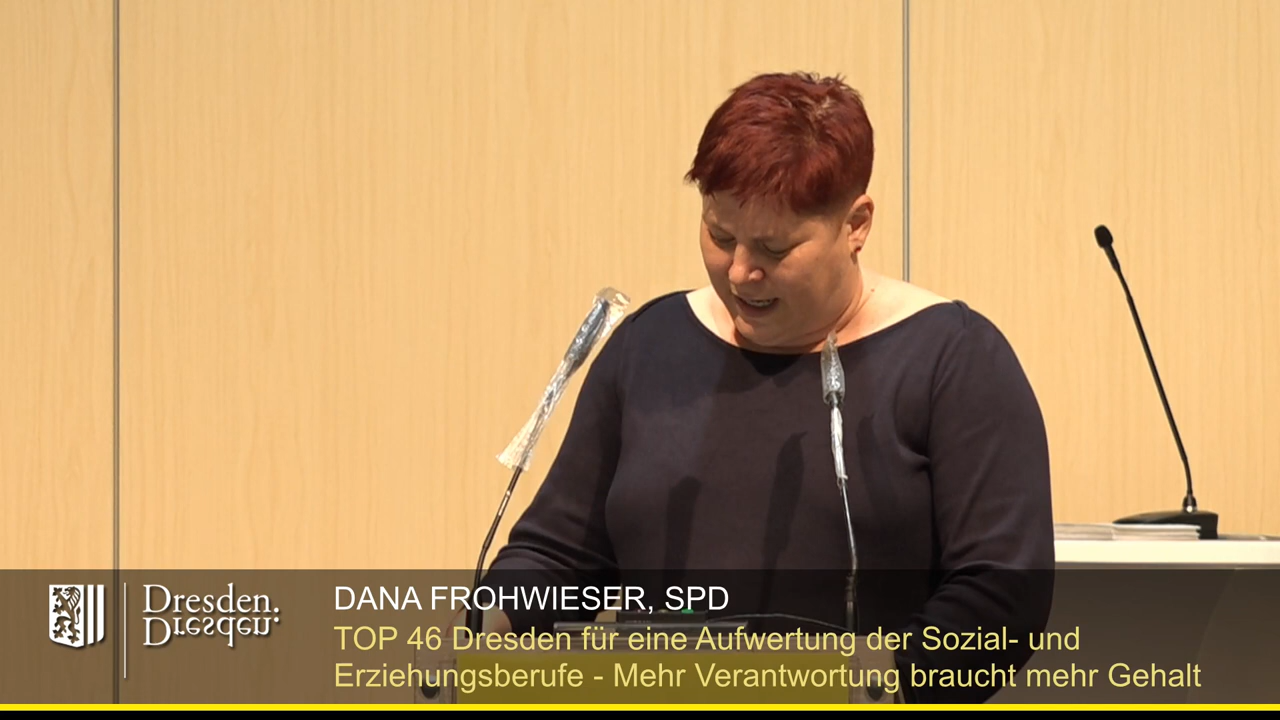 Dresden.
Dresden.
DANA FROHWIESER, SPD
TOP 46 Dresden für eine Aufwertung der Sozial- und
Erziehungsberufe - Mehr Verantwortung braucht mehr Gehalt